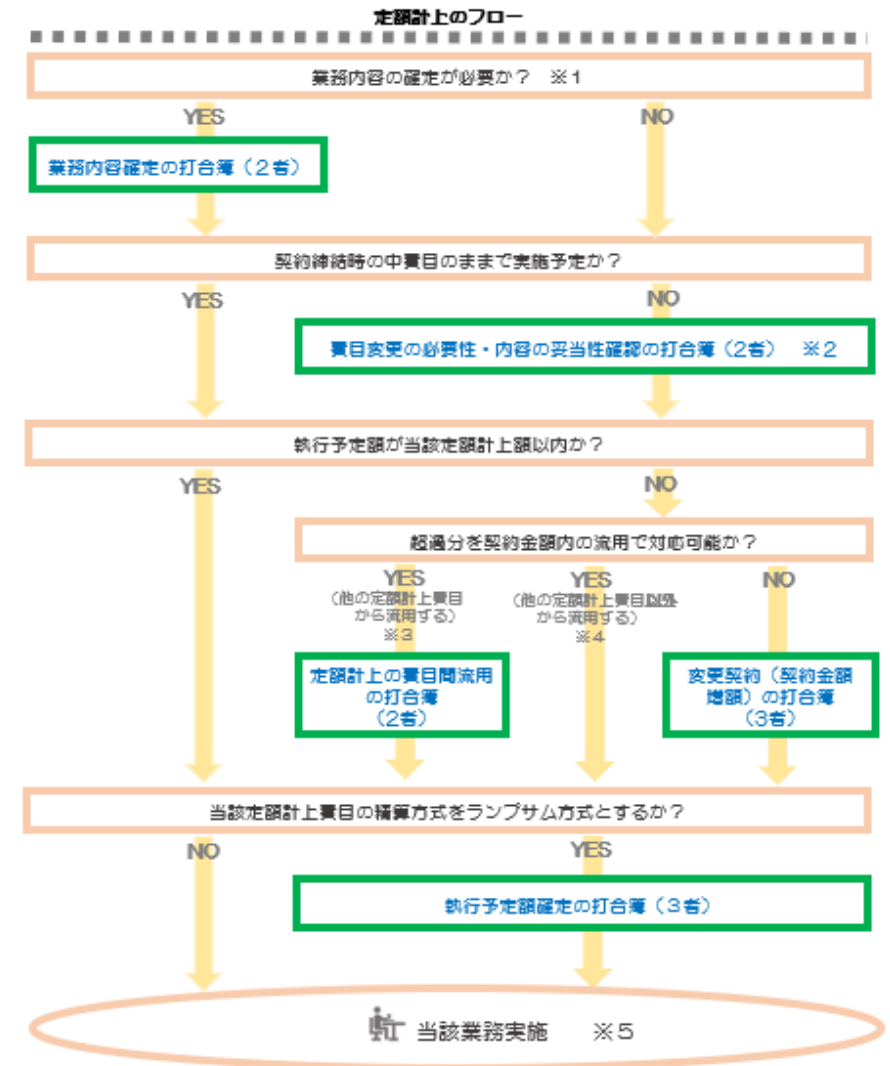 定額計上のフロー
業務内容の確定が必要か？　※１
YES
NO
業務内容確定の打合簿（２者）
契約締結時の中費目のままで実施予定か？
YES
NO
費目変更の必要性・内容の妥当性確認の打合簿（２者）　※２
執行予定額が当該定額計上額以内か？
YES
NO
超過分を契約金額内の流用で対応可能か？
YES
（他の定額計上費目
から流用する）
※３
YES
（他の定額計上費目以外
から流用する）
※４
NO
定額計上の費目間流用
の打合簿
（２者）
変更契約（契約金額
増額）の打合簿
（３者）
当該定額計上費目の精算方式をランプサム方式とするか？
NO
YES
執行予定額確定の打合簿（３者）
当該業務実施　　※５